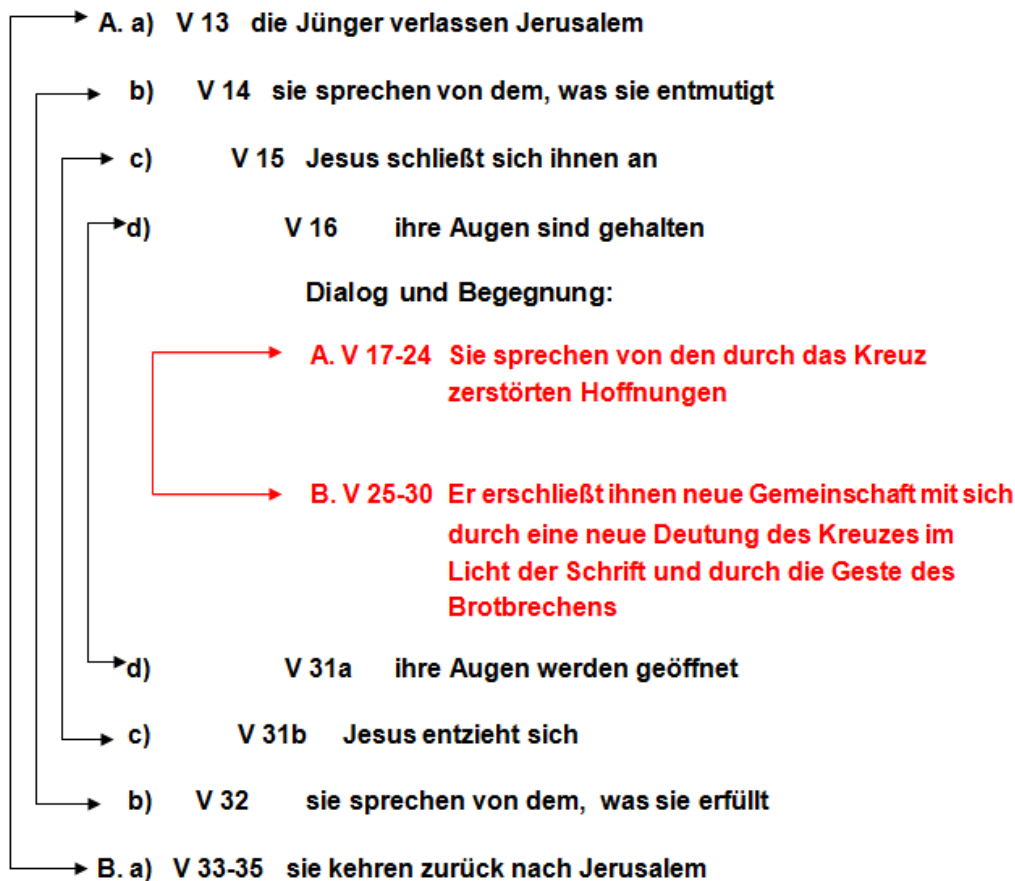 A. a) V 13 die Jünger verlassen Jerusalem
b) V 14 sie sprechen von dem, was sie entmutigt
c) V 15 Jesus schließt sich ihnen an
d) V 16 ihre Augen sind gehalten
Dialog und Begegnung:
A. V 17-24 Sie sprechen von den durch das Kreuz
zerstörten Hoffnungen
B. V 25-30 Er erschließt ihnen neue Gemeinschaft mit sich
durch eine neue Deutung des Kreuzes im
Licht der Schrift und durch die Geste des
Brotbrechens
d) V 31a ihre Augen werden geöffnet
c) V 31b Jesus entzieht sich
b) V 32 sie sprechen von dem, was sie erfüllt
B. a) V 33-35 sie kehren zurück nach Jerusalem